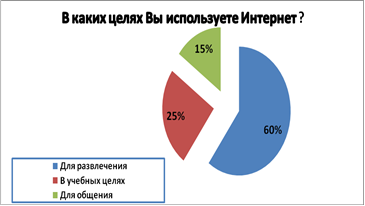 В каких целях Вы используете Интернет ?
15%
25%
60%
Для развлечения
В учебных целях
Для общения